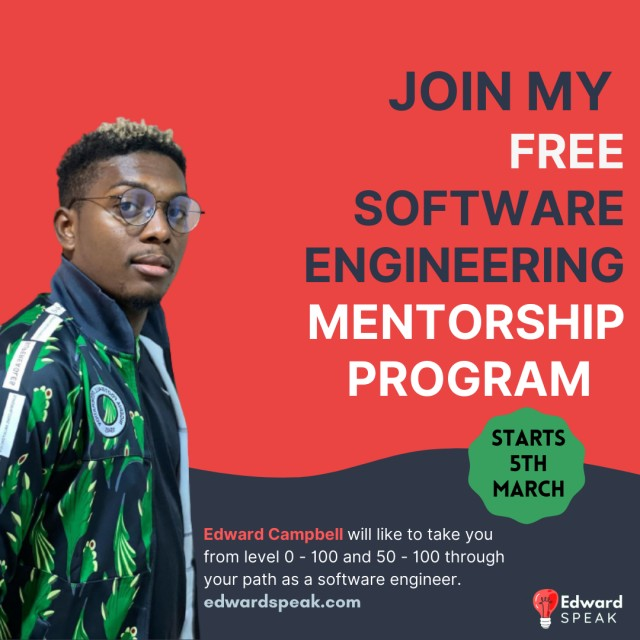 JOIN MY
FREE
SOFTWARE
ENGINEERING
MENTORSHIP
PROGRAM
STARTS
5TH
MARCH
Edward Campbell will like to take you
from level 0 - 100 and 50 - 100 through
your path as a software engineer.
edwardspeak.com
Edward
SPEAK